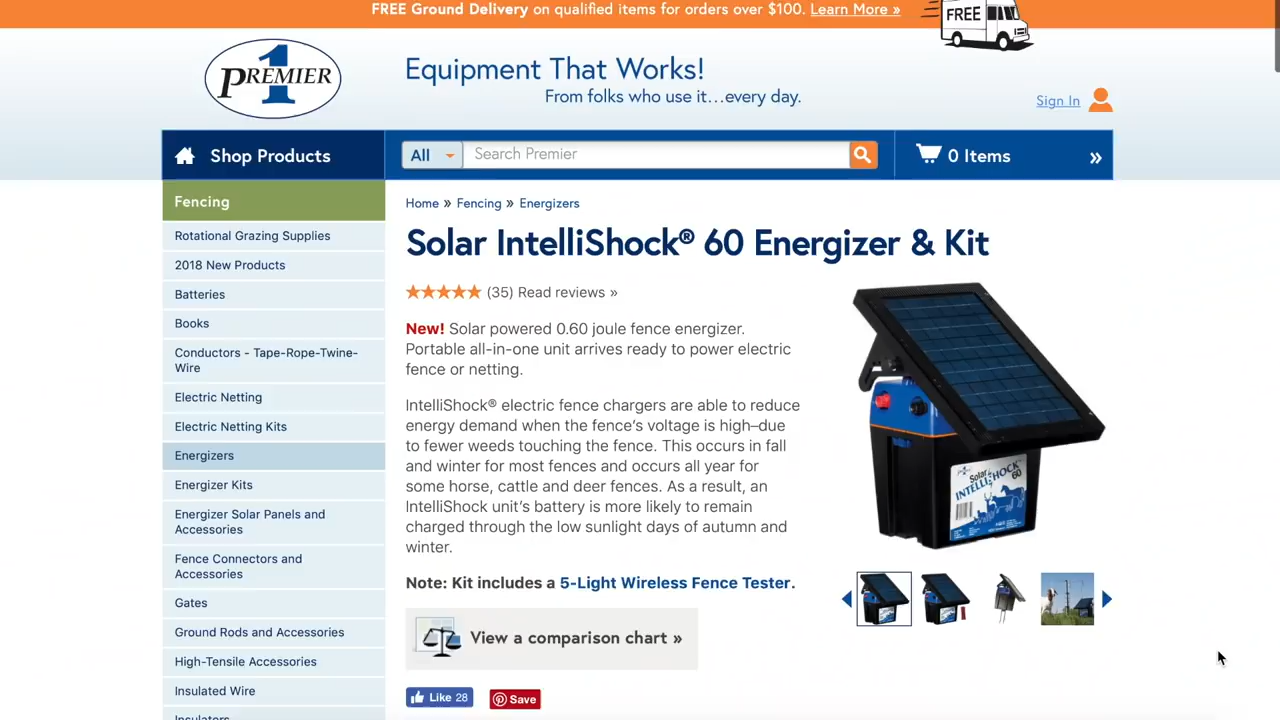 FREE Ground Delivery on qualified items for orders over $100. Learn More »
FREE
1
PREMIER
Equipment That Works!
From folks who use it...every day.
Sign In
Shop Products
All
Search Premier
0 Items
»
Fencing
Rotational Grazing Supplies
2018 New Products
Batteries
Books
Conductors - Tape-Rope-Twine-
Wire
Electric Netting
Electric Netting Kits
Energizers
Energizer Kits
Energizer Solar Panels and
Accessories
Fence Connectors and
Accessories
Gates
Ground Rods and Accessories
High-Tensile Accessories
Insulated Wire
Insulators
Home » Fencing » Energizers
Solar IntelliShock® 60 Energizer & Kit
(35) Read reviews »
New! Solar powered 0.60 joule fence energizer.
Portable all-in-one unit arrives ready to power electric
fence or netting.
IntelliShock® electric fence chargers are able to reduce
energy demand when the fence's voltage is high–due
to fewer weeds touching the fence. This occurs in fall
and winter for most fences and occurs all year for
some horse, cattle and deer fences. As a result, an
IntelliShock unit's battery is more likely to remain
charged through the low sunlight days of autumn and
winter.
Note: Kit includes a 5-Light Wireless Fence Tester.
View a comparison chart »
Like 28
Save
Solar
INTELLISHOCK
60